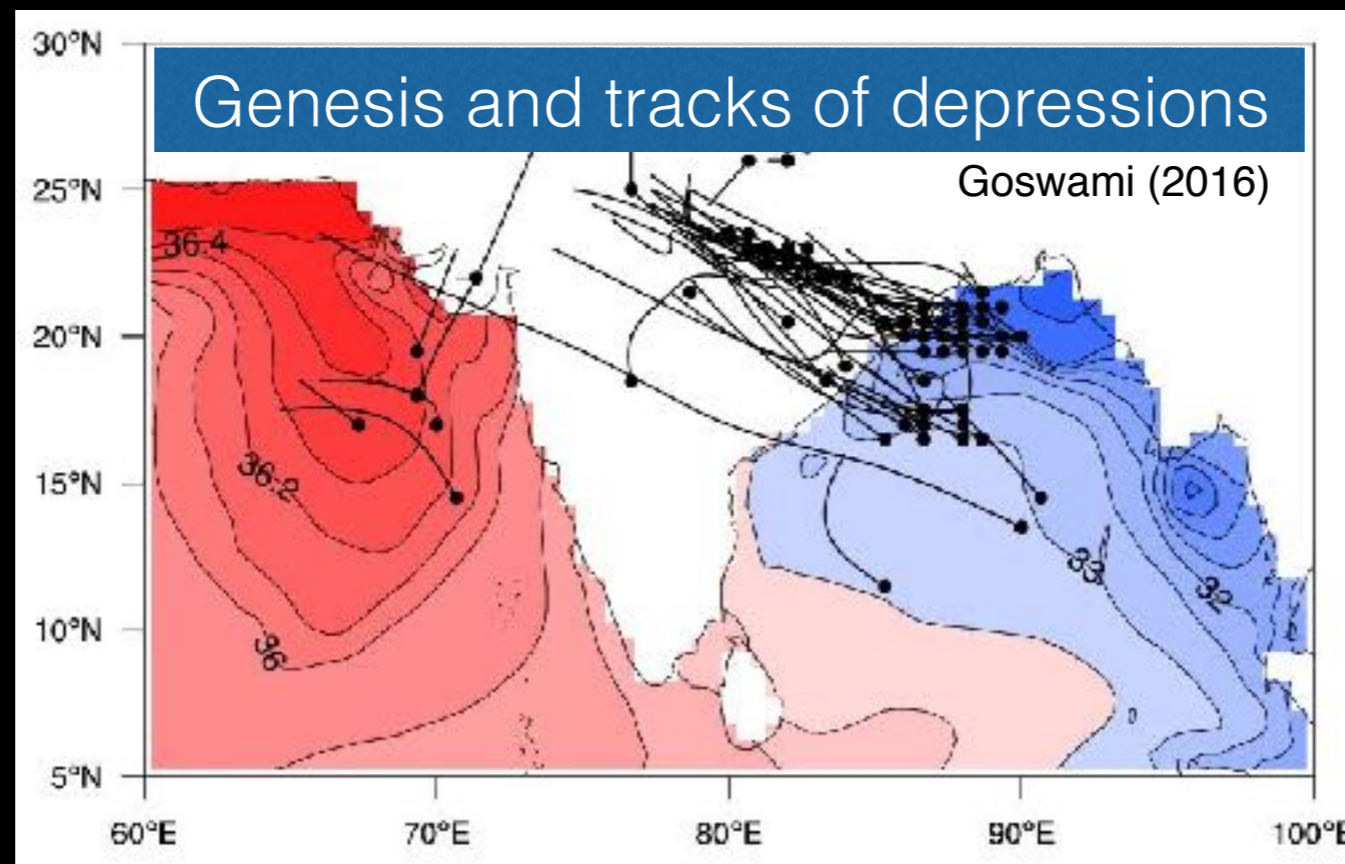 30°N
Genesis and tracks of depressions
Goswami (2016)
25°N
36.4
20°N
36.2
15°N
33
32
10°N
36
5°N
60°E
70°E
80°E
90°E
100°E